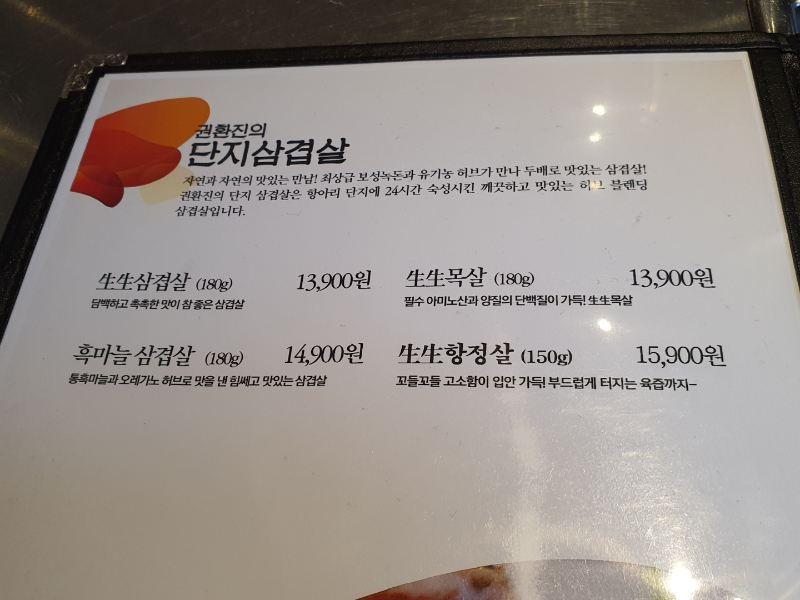 권환진의
단지삼겹살
자연과 자연의 맛있는 만남! 최상급 보성녹돈과 유기농 허브가 만나 두배로 맛있는 삼겹살!
권환진의 단지 삼겹살은 항아리 단지에 24시간 숙성시킨 깨끗하고 맛있는 허브 블렌딩
삼겹살입니다.
生生삼겹살 (180g) 13,900원
담백하고 촉촉한 맛이 참 좋은 삼겹살
生生목살 (180g) 13,900원
필수 아미노산과 양질의 단백질이 가득! 生生목살
흑마늘 삼겹살 (180g) 14,900원
통흑마늘과 오레가노 허브로 맛을 낸 힘쎄고 맛있는 삼겹살
生生항정살 (150g) 15,900원
꼬들꼬들 고소함이 입안 가득! 부드럽게 터지는 육즙까지~